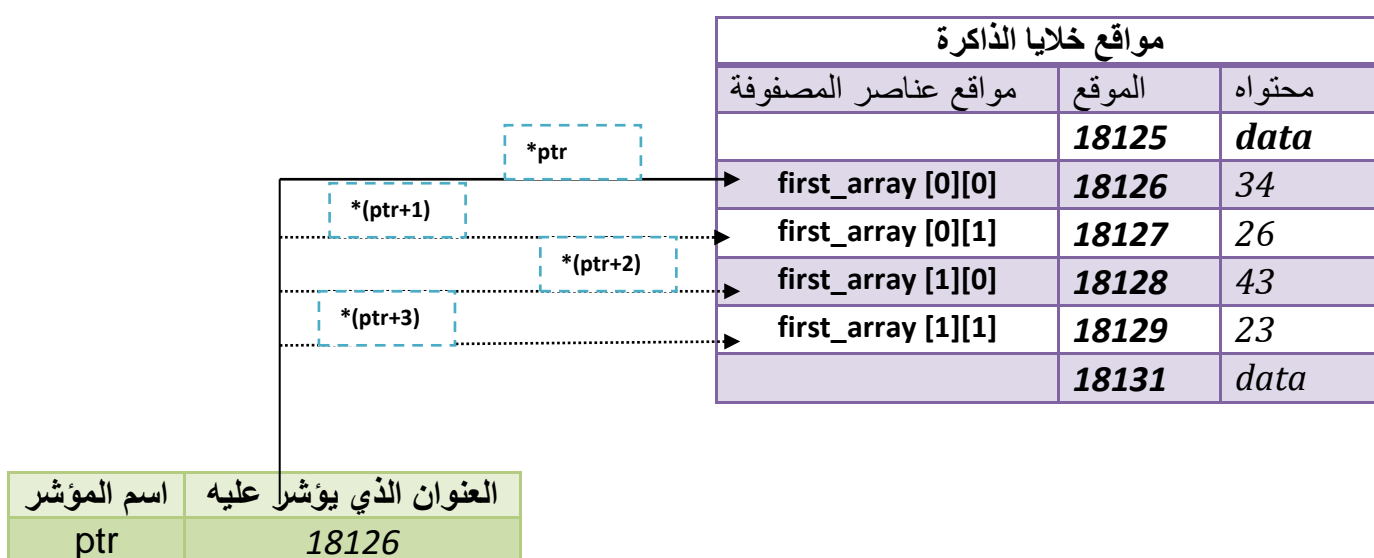 مواقع خلايا الذاكرة
مواقع عناصر المصفوفة الموقع محتواه
18125 data
*ptr
first_array [0][0] 18126 34
*(ptr+1)
first_array [0][1] 18127 26
*(ptr+2)
first_array [1][0] 18128 43
*(ptr+3)
first_array [1][1] 18129 23
18131 data
اسم المؤشر العنوان الذي يؤشر عليه
ptr 18126